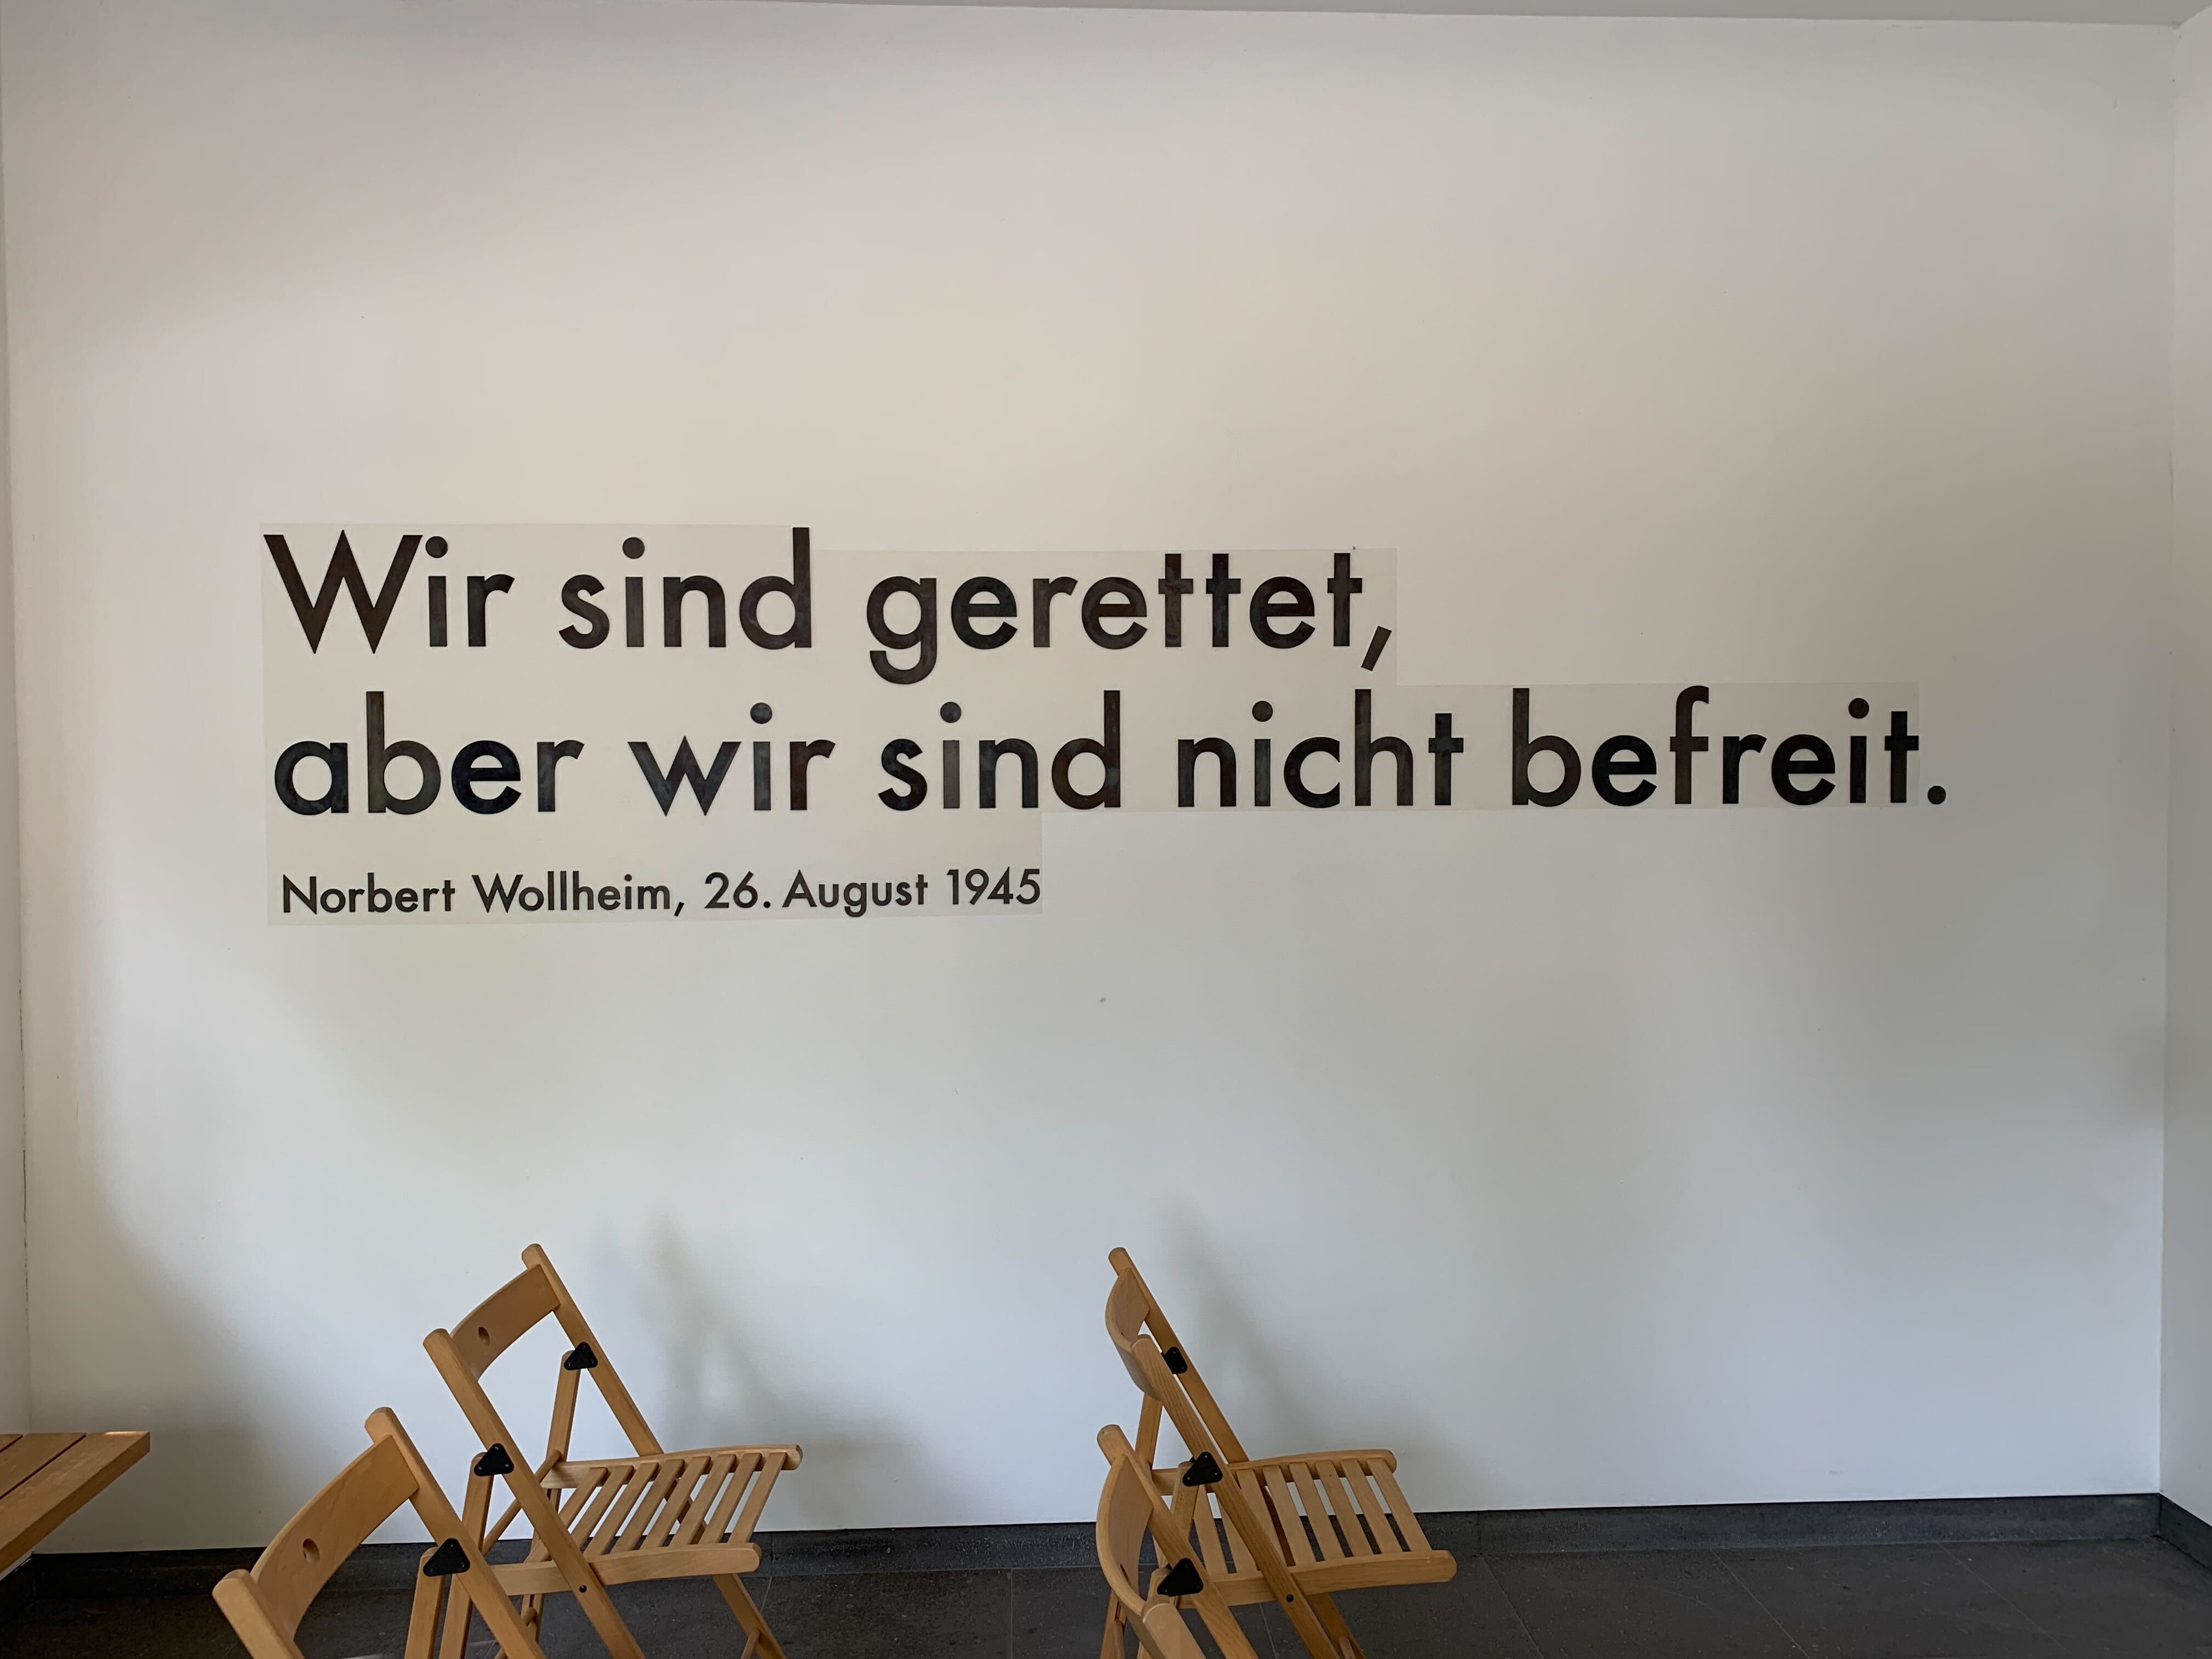 Wir sind gerettet,
aber wir sind nicht befreit.
Norbert Wollheim, 26. August 1945